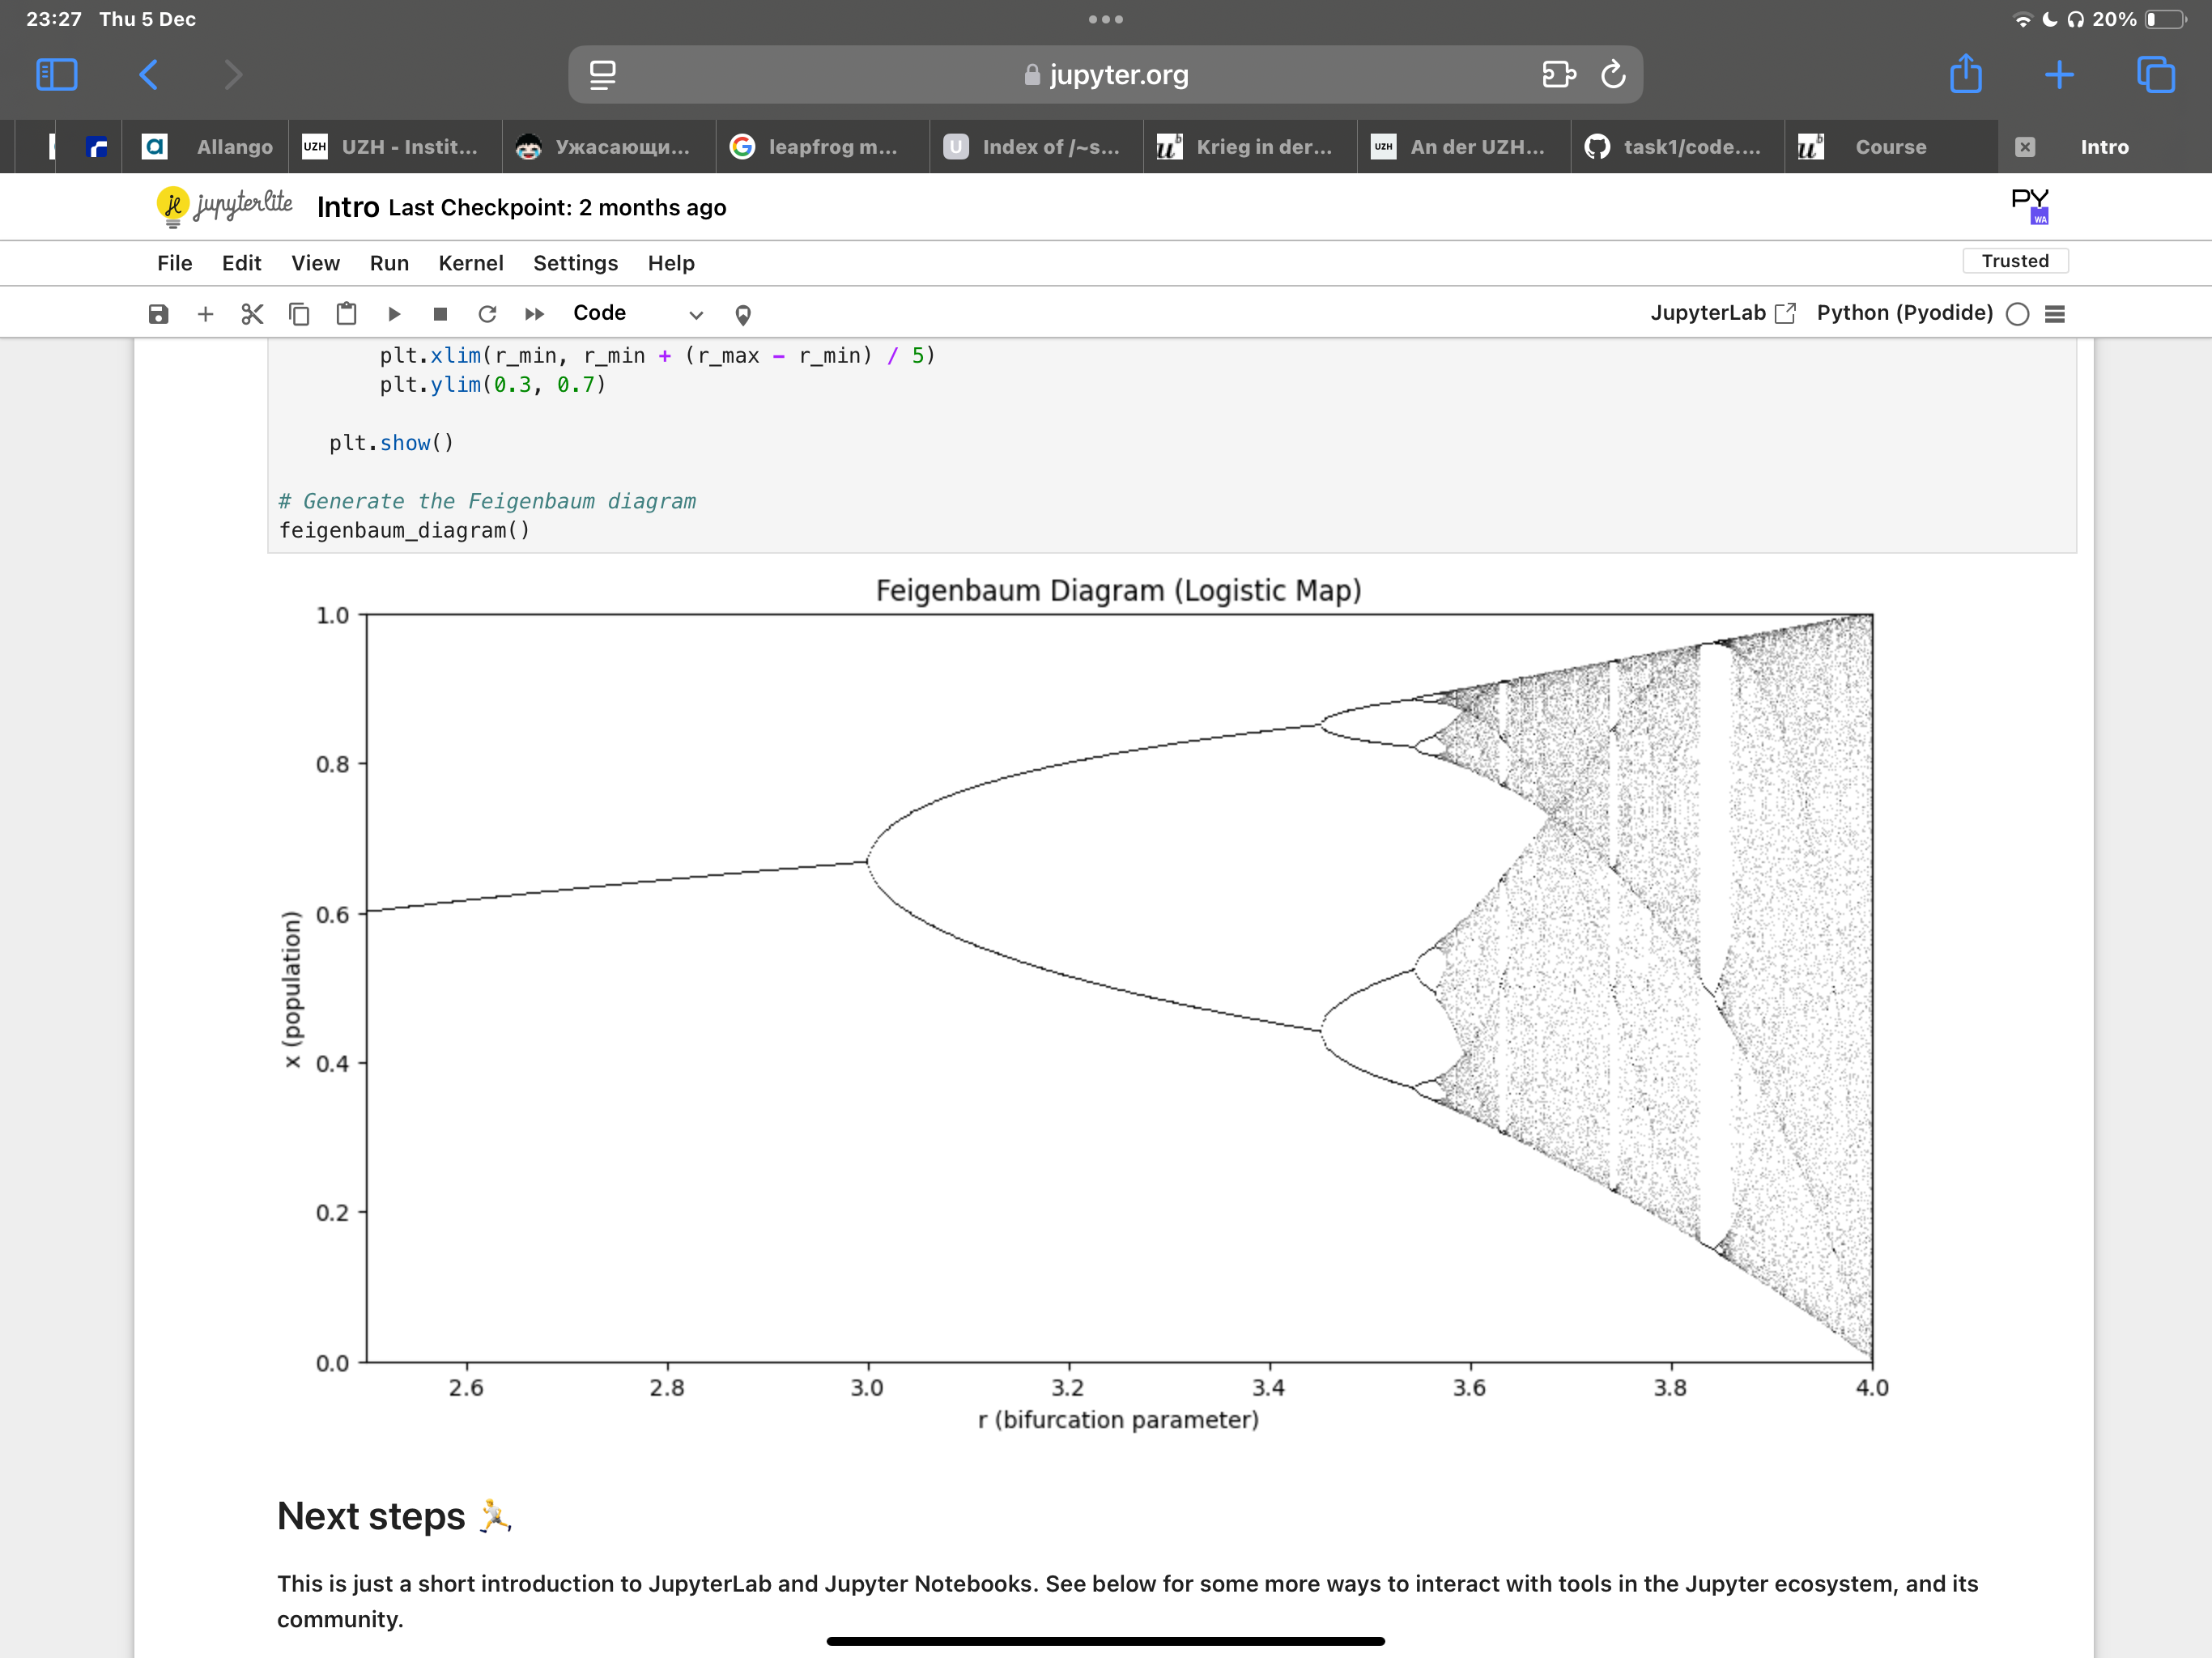 23:27 Thu 5 Dec
20%
jupyter.org
Allango
UZH UZH - Instit...
Ужасающи...
leapfrog m...
U Index of /~s...
u^b Krieg in der...
UZH An der UZH...
task1/code....
u^b Course
Intro
jupyterlite Intro Last Checkpoint: 2 months ago
PY WA
File Edit View Run Kernel Settings Help
Trusted
Code
JupyterLab Python (Pyodide)
plt.xlim(r_min, r_min + (r_max - r_min) / 5)
plt.ylim(0.3, 0.7)
plt.show()
# Generate the Feigenbaum diagram
feigenbaum_diagram()
Feigenbaum Diagram (Logistic Map)
1.0
0.8
0.6
0.4
0.2
0.0
x (population)
2.6 2.8 3.0 3.2 3.4 3.6 3.8 4.0
r (bifurcation parameter)
Next steps 🏃
This is just a short introduction to JupyterLab and Jupyter Notebooks. See below for some more ways to interact with tools in the Jupyter ecosystem, and its
community.